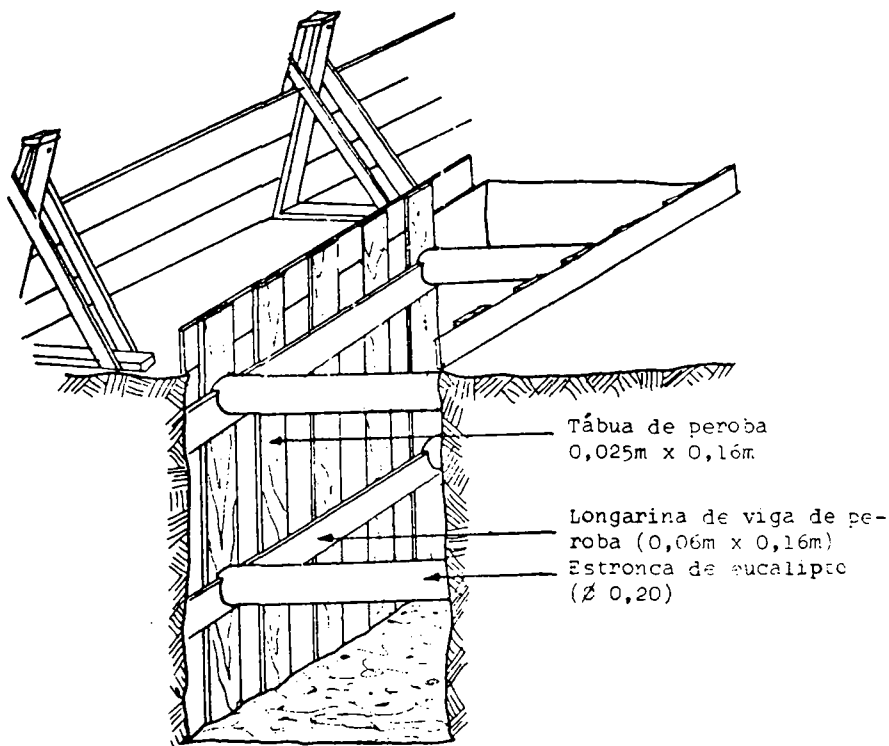 Tábua de peroba
0,025m x 0,16m
Longarina de viga de pe-
roba (0,06m x 0,16m)
Estronca de eucalipto
(Ø 0,20)